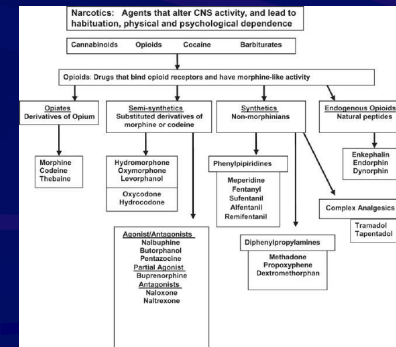 Narcotics: Agents that alter CNS activity, and lead to
habituation, physical and psychological dependence
Cannabinoids Opioids Cocaine Barbiturates
Opioids: Drugs that bind opioid receptors and have morphine-like activity
Opiates
Derivatives of Opium
Semi-synthetics
Substituted derivatives of
morphine or codeine
Synthetics
Non-morphinians
Endogenous Opioids
Natural peptides
Morphine
Codeine
Thebaine
Hydromorphone
Oxymorphone
Levorphanol
Oxycodone
Hydrocodone
Phenylpipiridines
Meperidine
Fentanyl
Sufentanil
Alfentanil
Remifentanil
Enkephalin
Endorphin
Dynorphin
Complex Analgesics
Tramadol
Tapentadol
Agonist/Antagonists
Nalbuphine
Butorphanol
Pentazocine
Partial Agonist
Buprenorphine
Antagonists
Naloxone
Naltrexone
Diphenylpropylamines
Methadone
Propoxyphene
Dextromethorphan